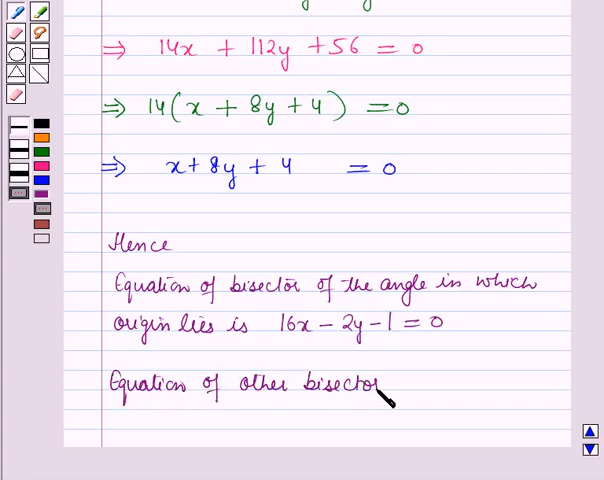 ⇒ 14x + 112y + 56 = 0
⇒ 14(x + 8y + 4) = 0
⇒ x + 8y + 4 = 0
Hence
Equation of bisector of the angle in which
origin lies is 16x − 2y − 1 = 0
Equation of other bisector